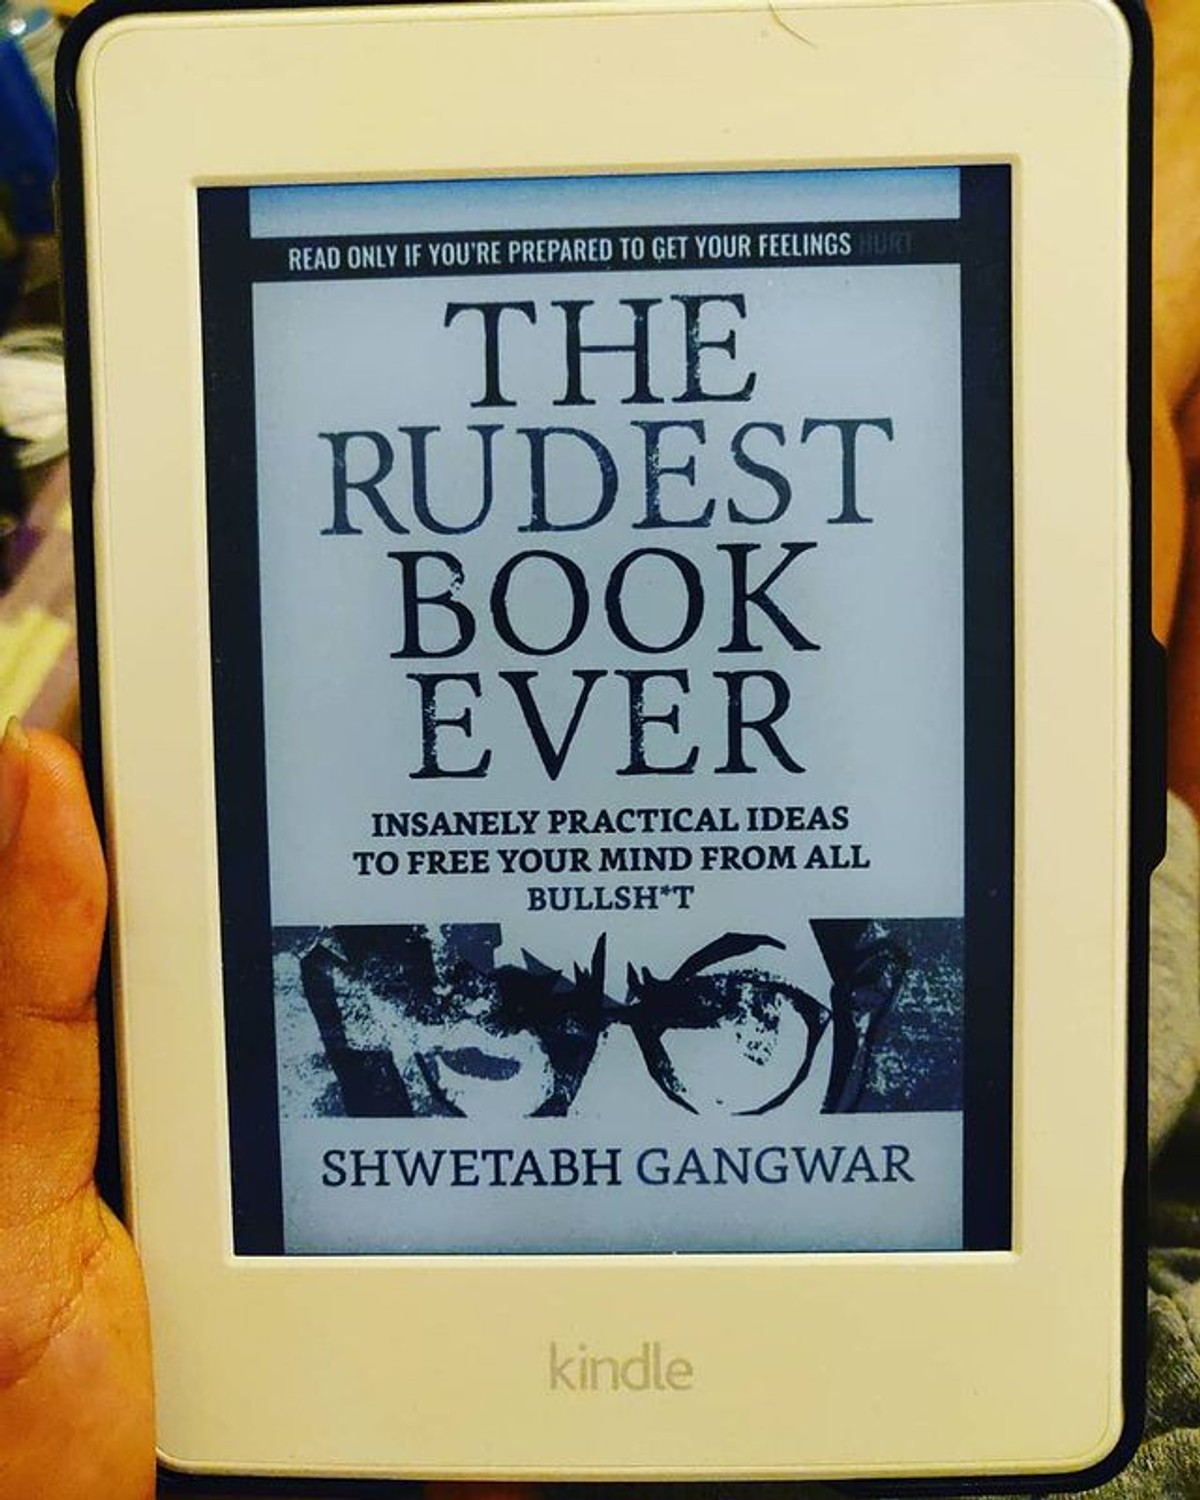 READ ONLY IF YOU'RE PREPARED TO GET YOUR FEELINGS HURT
THE
RUDEST
BOOK
EVER
INSANELY PRACTICAL IDEAS
TO FREE YOUR MIND FROM ALL
BULLSH*T
SHWETABH GANGWAR
kindle